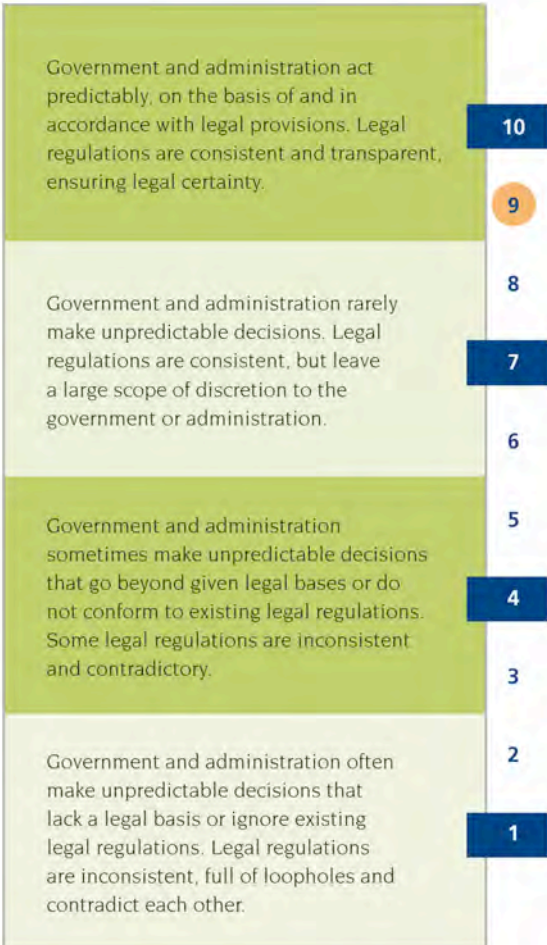 Government and administration act
predictably, on the basis of and in
accordance with legal provisions. Legal
regulations are consistent and transparent,
ensuring legal certainty.
10
9
8
Government and administration rarely
make unpredictable decisions. Legal
regulations are consistent, but leave
a large scope of discretion to the
government or administration.
7
6
5
Government and administration
sometimes make unpredictable decisions
that go beyond given legal bases or do
not conform to existing legal regulations.
Some legal regulations are inconsistent
and contradictory.
4
3
2
Government and administration often
make unpredictable decisions that
lack a legal basis or ignore existing
legal regulations. Legal regulations
are inconsistent, full of loopholes and
contradict each other.
1